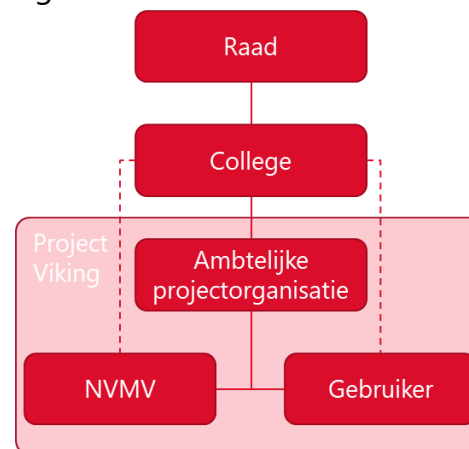 Raad
College
Project
Viking
Ambtelijke
projectorganisatie
NVMV
Gebruiker